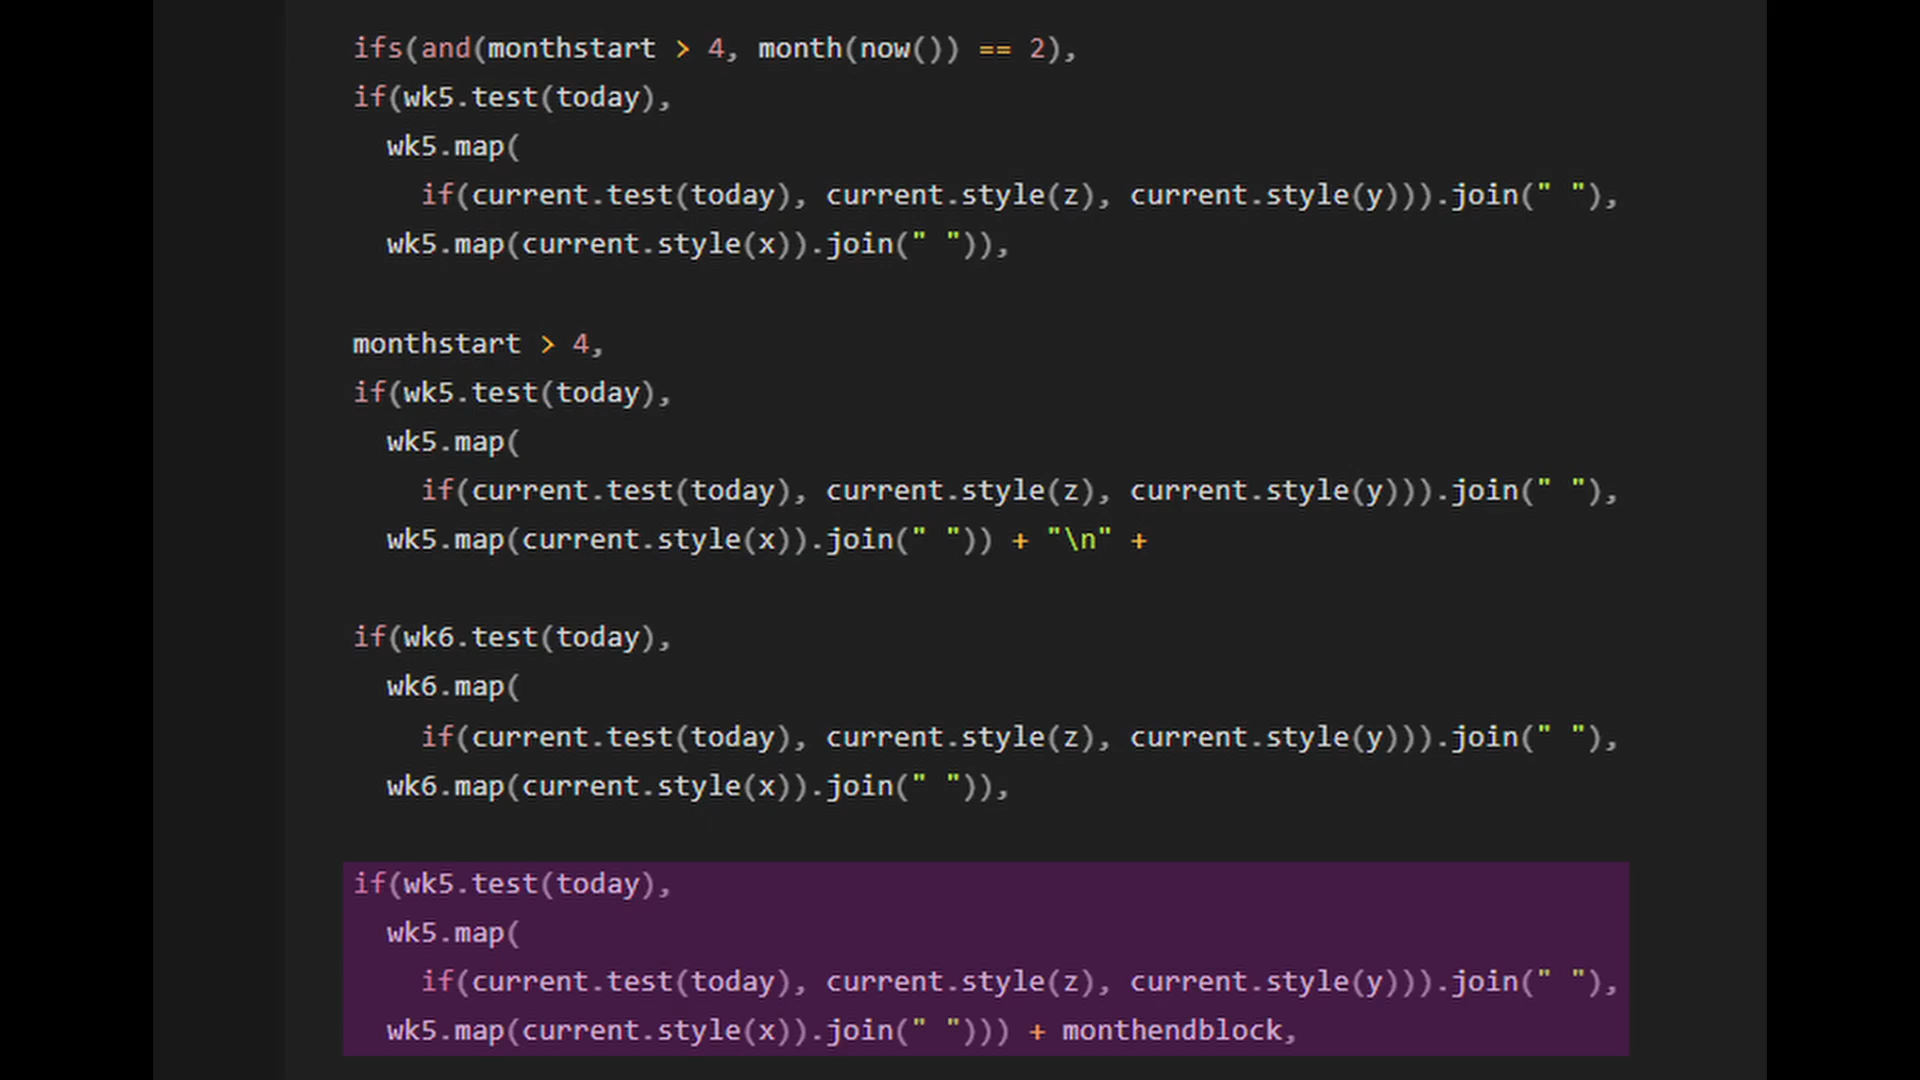 ifs(and(monthstart > 4, month(now()) == 2),
if(wk5.test(today),
  wk5.map(
    if(current.test(today), current.style(z), current.style(y))).join(" "),
  wk5.map(current.style(x)).join(" ")),

monthstart > 4,
if(wk5.test(today),
  wk5.map(
    if(current.test(today), current.style(z), current.style(y))).join(" "),
  wk5.map(current.style(x)).join(" ")) + "\n" +

if(wk6.test(today),
  wk6.map(
    if(current.test(today), current.style(z), current.style(y))).join(" "),
  wk6.map(current.style(x)).join(" ")),

if(wk5.test(today),
  wk5.map(
    if(current.test(today), current.style(z), current.style(y))).join(" "),
  wk5.map(current.style(x)).join(" "))) + monthendblock,